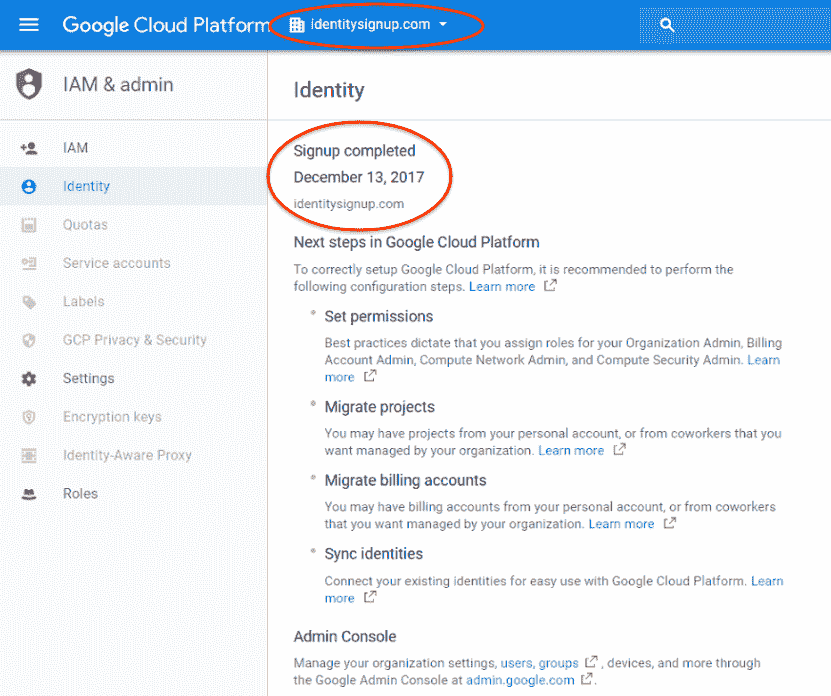 Google Cloud Platform
identitysignup.com
IAM & admin
Identity
IAM
Identity
Quotas
Service accounts
Labels
GCP Privacy & Security
Settings
Encryption keys
Identity-Aware Proxy
Roles
Signup completed
December 13, 2017
identitysignup.com
Next steps in Google Cloud Platform
To correctly setup Google Cloud Platform, it is recommended to perform the
following configuration steps. Learn more
Set permissions
Best practices dictate that you assign roles for your Organization Admin, Billing
Account Admin, Compute Network Admin, and Compute Security Admin. Learn
more
Migrate projects
You may have projects from your personal account, or from coworkers that you
want managed by your organization. Learn more
Migrate billing accounts
You may have billing accounts from your personal account, or from coworkers
that you want managed by your organization. Learn more
Sync identities
Connect your existing identities for easy use with Google Cloud Platform. Learn
more
Admin Console
Manage your organization settings, users, groups , devices, and more through
the Google Admin Console at admin.google.com .